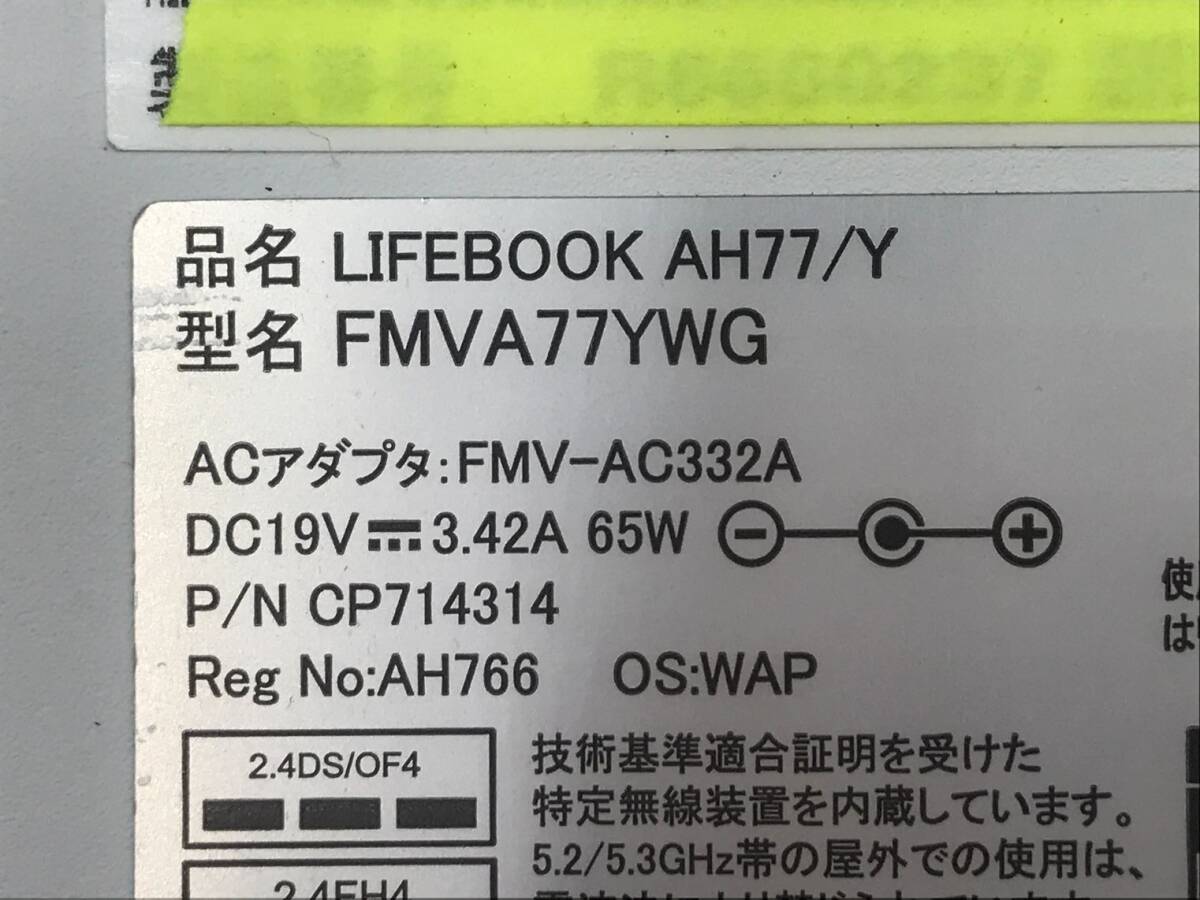 品名 LIFEBOOK AH77/Y
型名 FMVA77YWG
ACアダプタ:FMV-AC332A
DC19V 3.42A 65W
P/N CP714314
Reg No:AH766 OS:WAP
2.4DS/OF4
技術基準適合証明を受けた
特定無線装置を内蔵しています。
5.2/5.3GHz帯の屋外での使用は、
2.4FH4